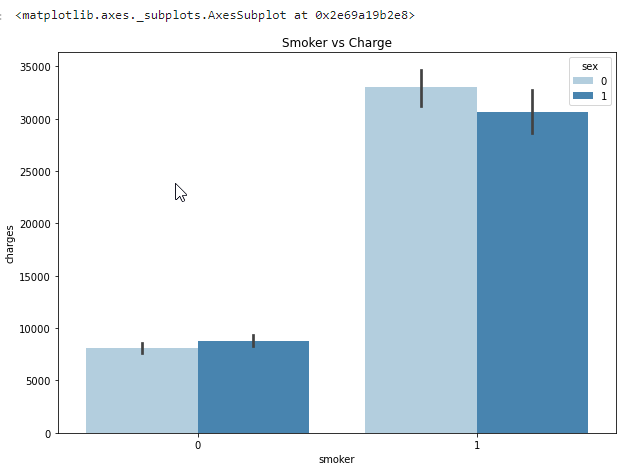 <matplotlib.axes._subplots.AxesSubplot at 0x2e69a19b2e8>
Smoker vs Charge
sex
0
1
35000
30000
25000
20000
15000
10000
5000
0
charges
0 1
smoker